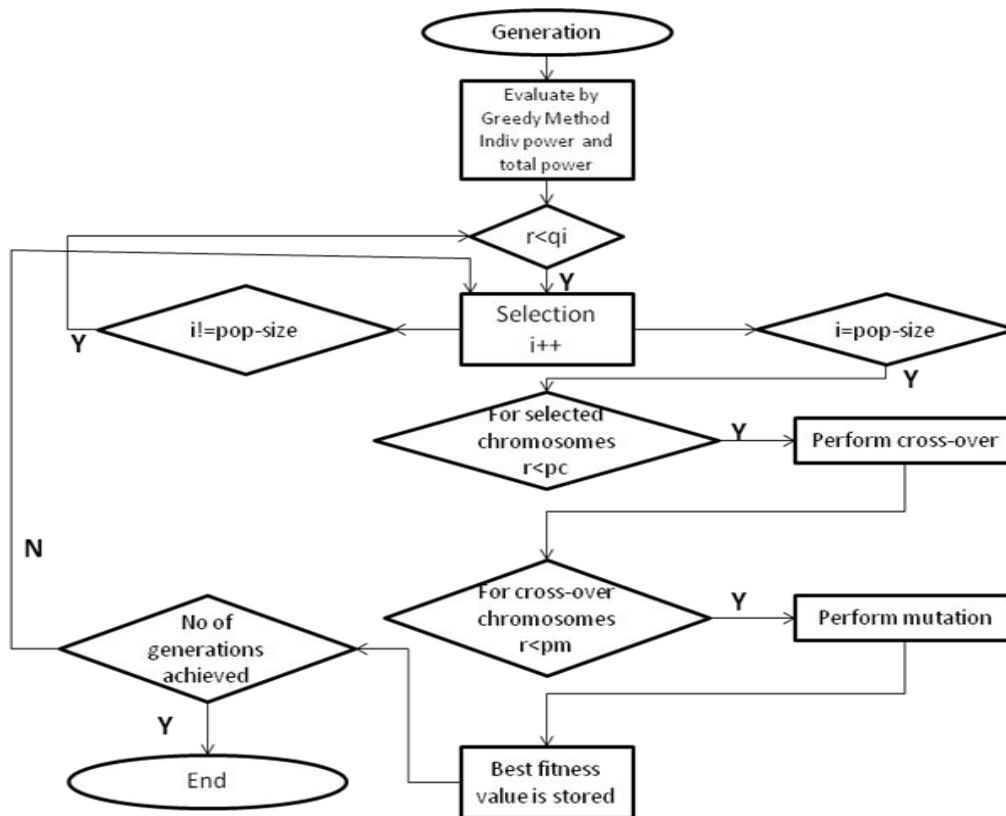 Generation
Evaluate by
Greedy Method
Indiv power and
total power
r<qi
Y
Selection
i++
i!=pop-size
Y
i=pop-size
Y
For selected
chromosomes
r<pc
Y
Perform cross-over
N
For cross-over
chromosomes
r<pm
Y
Perform mutation
No of
generations
achieved
Y
End
Best fitness
value is stored